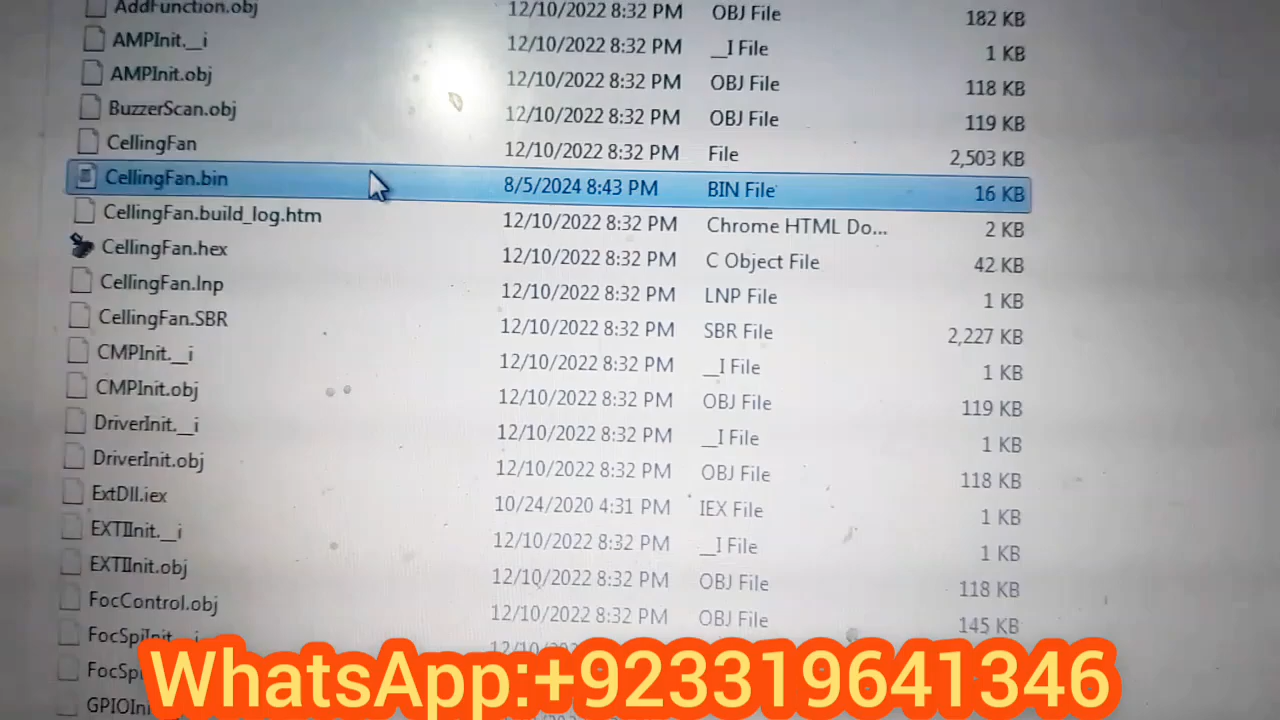 AddFunction.obj 12/10/2022 8:32 PM OBJ File 182 KB
AMPInit.__i 12/10/2022 8:32 PM __I File 1 KB
AMPInit.obj 12/10/2022 8:32 PM OBJ File 118 KB
BuzzerScan.obj 12/10/2022 8:32 PM OBJ File 119 KB
CellingFan 12/10/2022 8:32 PM File 2,503 KB
CellingFan.bin 8/5/2024 8:43 PM BIN File 16 KB
CellingFan.build_log.htm 12/10/2022 8:32 PM Chrome HTML Do... 2 KB
CellingFan.hex 12/10/2022 8:32 PM C Object File 42 KB
CellingFan.lnp 12/10/2022 8:32 PM LNP File 1 KB
CellingFan.SBR 12/10/2022 8:32 PM SBR File 2,227 KB
CMPInit.__i 12/10/2022 8:32 PM __I File 1 KB
CMPInit.obj 12/10/2022 8:32 PM OBJ File 119 KB
DriverInit.__i 12/10/2022 8:32 PM __I File 1 KB
DriverInit.obj 12/10/2022 8:32 PM OBJ File 118 KB
ExtDll.iex 10/24/2020 4:31 PM IEX File 1 KB
EXTIInit.__i 12/10/2022 8:32 PM __I File 1 KB
EXTIInit.obj 12/10/2022 8:32 PM OBJ File 118 KB
FocControl.obj 12/10/2022 8:32 PM OBJ File 145 KB
WhatsApp:+923319641346